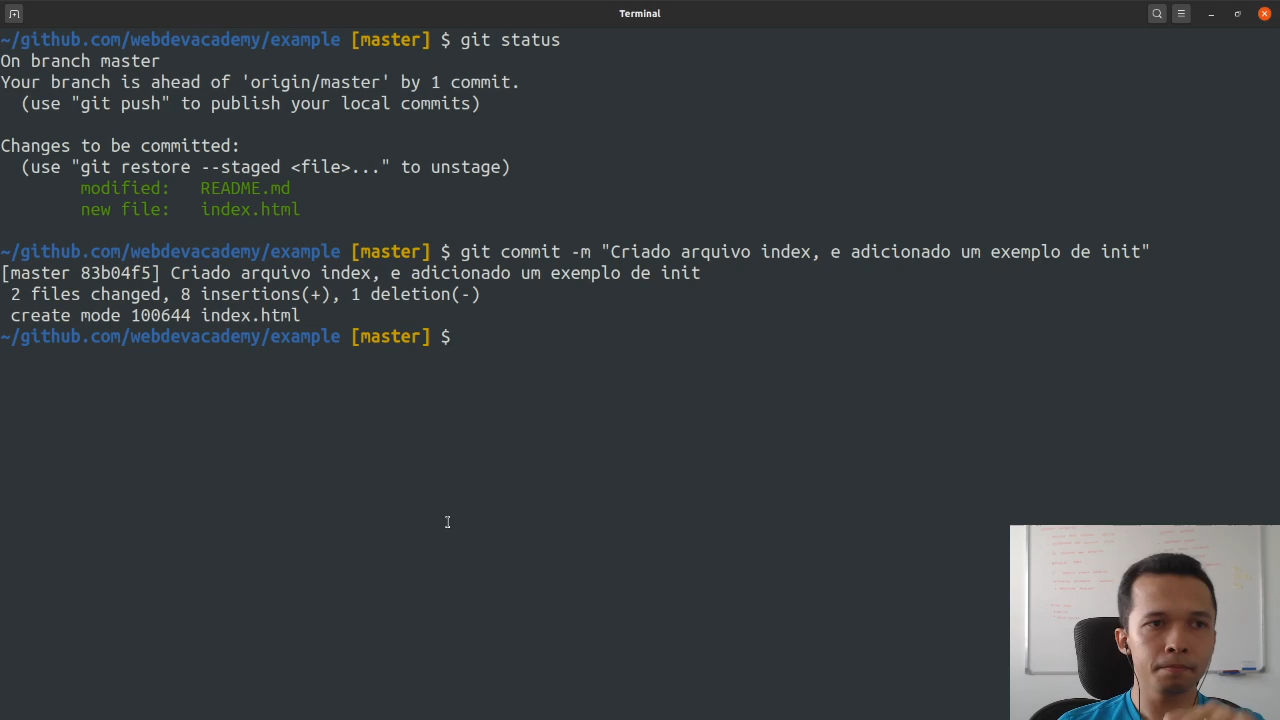 Terminal
~/github.com/webdevacademy/example [master] $ git status
On branch master
Your branch is ahead of 'origin/master' by 1 commit.
  (use "git push" to publish your local commits)
Changes to be committed:
  (use "git restore --staged <file>..." to unstage)
        modified:   README.md
        new file:   index.html
~/github.com/webdevacademy/example [master] $ git commit -m "Criado arquivo index, e adicionado um exemplo de init"
[master 83b04f5] Criado arquivo index, e adicionado um exemplo de init
 2 files changed, 8 insertions(+), 1 deletion(-)
 create mode 100644 index.html
~/github.com/webdevacademy/example [master] $